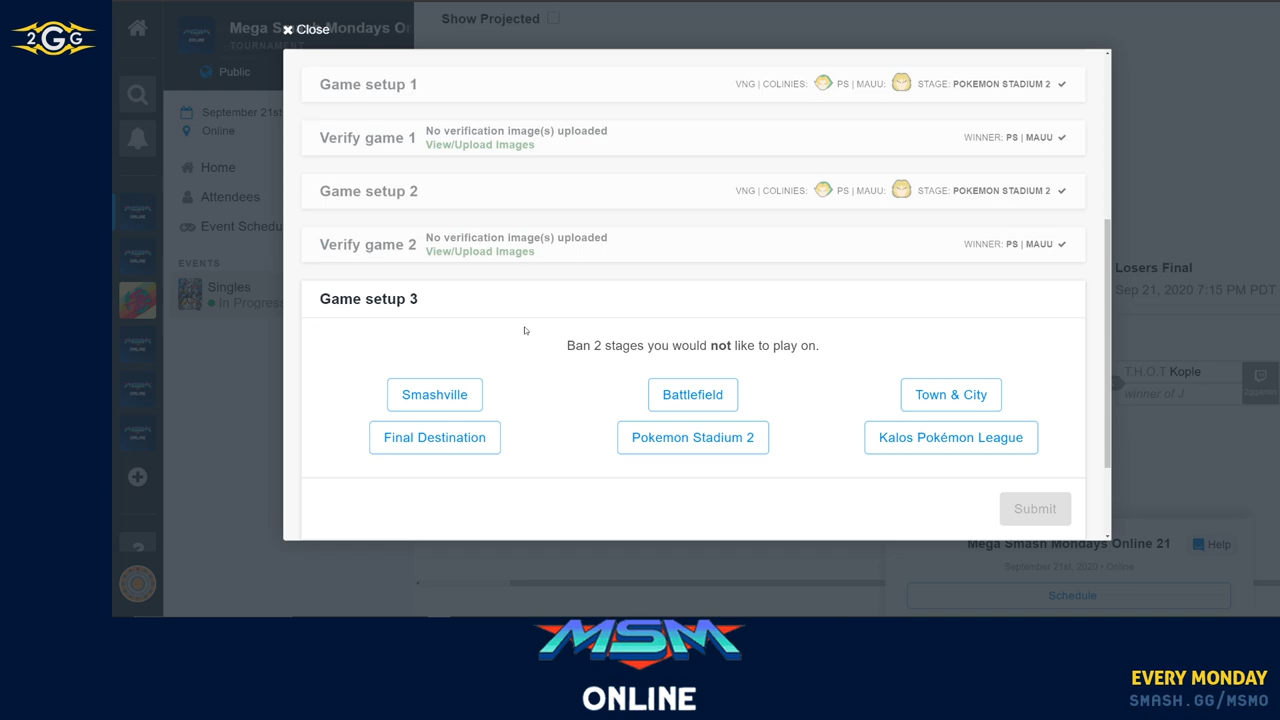 2GG
Mega Smash Mondays Or
TOURNAMENT
Public
September 21st
Online
Home
Attendees
Event Schedu
EVENTS
Singles
In Progres
Show Projected
✖ Close
Game setup 1
VNG | COLINIES: PS | MAUU: STAGE: POKEMON STADIUM 2 ✓
Verify game 1
No verification image(s) uploaded
View/Upload Images
WINNER: PS | MAUU ✓
Game setup 2
VNG | COLINIES: PS | MAUU: STAGE: POKEMON STADIUM 2 ✓
Verify game 2
No verification image(s) uploaded
View/Upload Images
WINNER: PS | MAUU ✓
Game setup 3
Ban 2 stages you would not like to play on.
Smashville Battlefield Town & City
Final Destination Pokemon Stadium 2 Kalos Pokémon League
Submit
Losers Final
Sep 21, 2020 7:15 PM PDT
T.H.O.T Kople
winner of J
Mega Smash Mondays Online 21
Help
September 21st, 2020 • Online
Schedule
MSM
ONLINE
EVERY MONDAY
SMASH.GG/MSMO